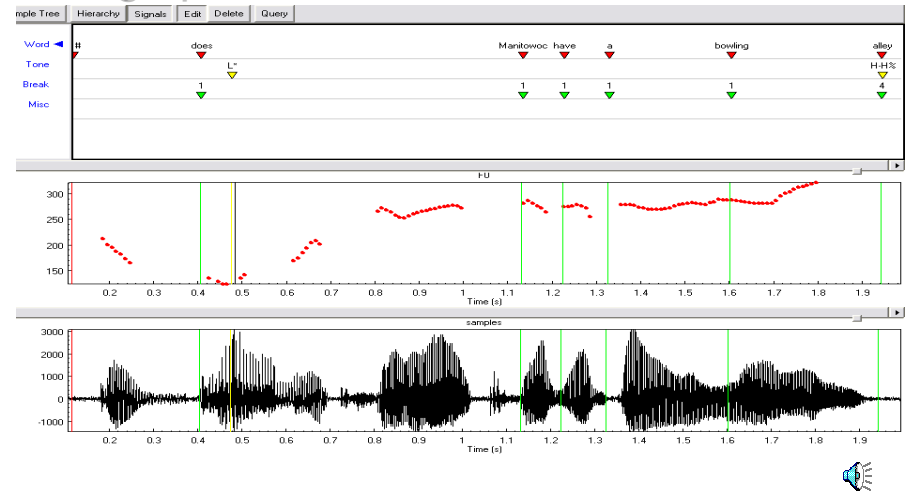 mple Tree Hierarchy Signals Edit Delete Query
Word # does Manitowoc have a bowling alley
Tone L* H-H%
Break 1 1 1 1 1 4
Misc
F0
300
250
200
150
0.2 0.3 0.4 0.5 0.6 0.7 0.8 0.9 1 1.1 1.2 1.3 1.4 1.5 1.6 1.7 1.8 1.9
Time (s)
samples
3000
2000
1000
0
-1000
0.2 0.3 0.4 0.5 0.6 0.7 0.8 0.9 1 1.1 1.2 1.3 1.4 1.5 1.6 1.7 1.8 1.9
Time (s)